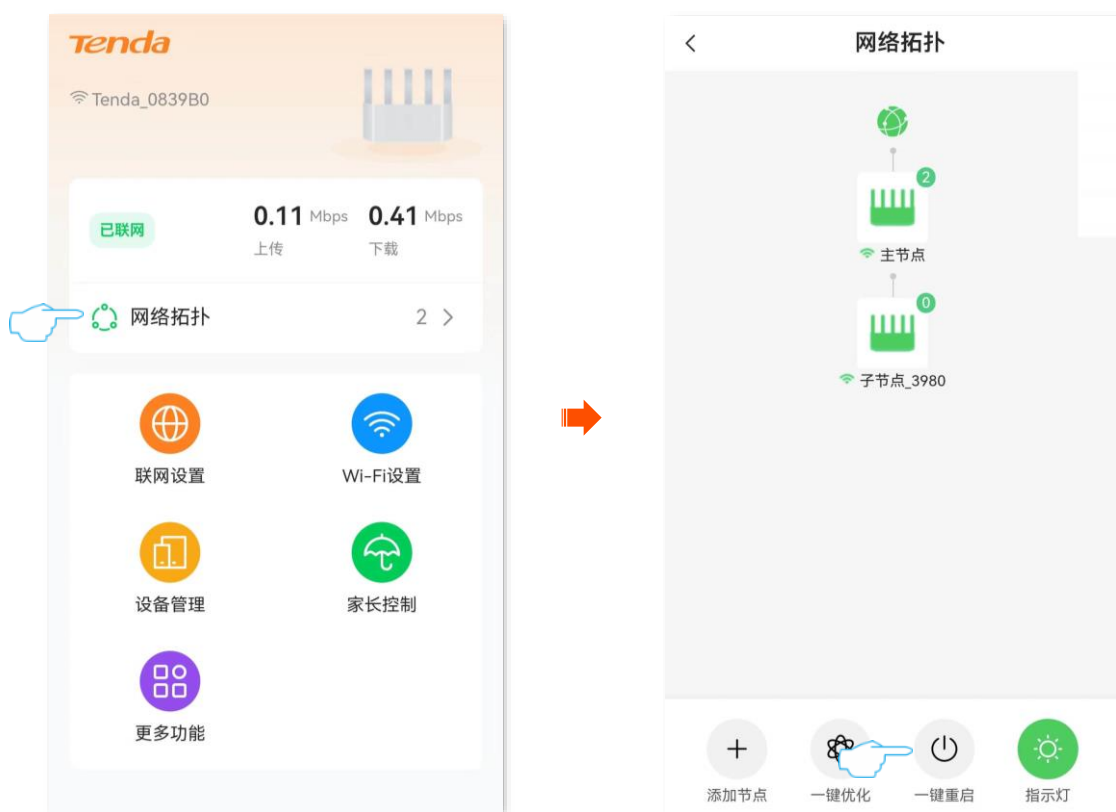 Tenda
Tenda_0839B0
已联网
0.11 Mbps 0.41 Mbps
上传 下载
网络拓扑 2
联网设置 Wi-Fi设置
设备管理 家长控制
更多功能
网络拓扑
2
主节点
0
子节点_3980
添加节点 一键优化 一键重启 指示灯